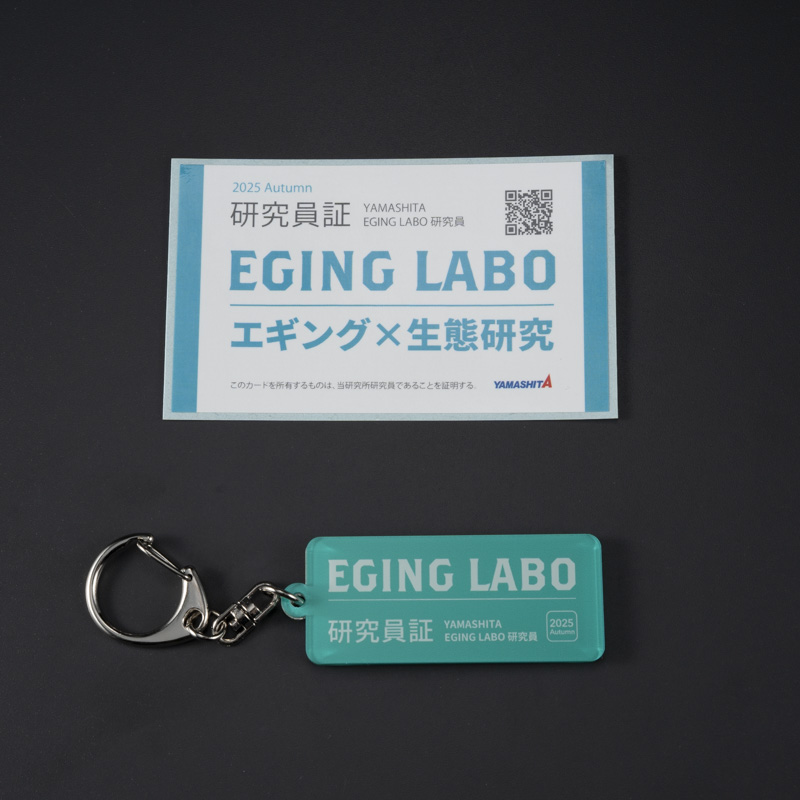 2025 Autumn
研究員証
YAMASHITA
EGING LABO 研究員
EGING LABO
エギング×生態研究
このカードを所有するものは、当研究所研究員であることを証明する。
YAMASHITA
EGING LABO
研究員証
YAMASHITA
EGING LABO 研究員
2025
Autumn